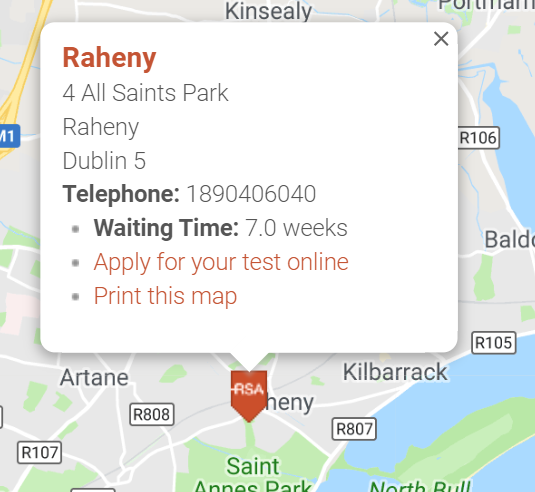 Kinsealy
Portmarn
Raheny
4 All Saints Park
Raheny
Dublin 5
Telephone: 1890406040
Waiting Time: 7.0 weeks
Apply for your test online
Print this map
M1
R106
Baldo
R105
Artane
Kilbarrack
RSA
heny
R808
R807
R107
Saint
Annes Park
North Bull